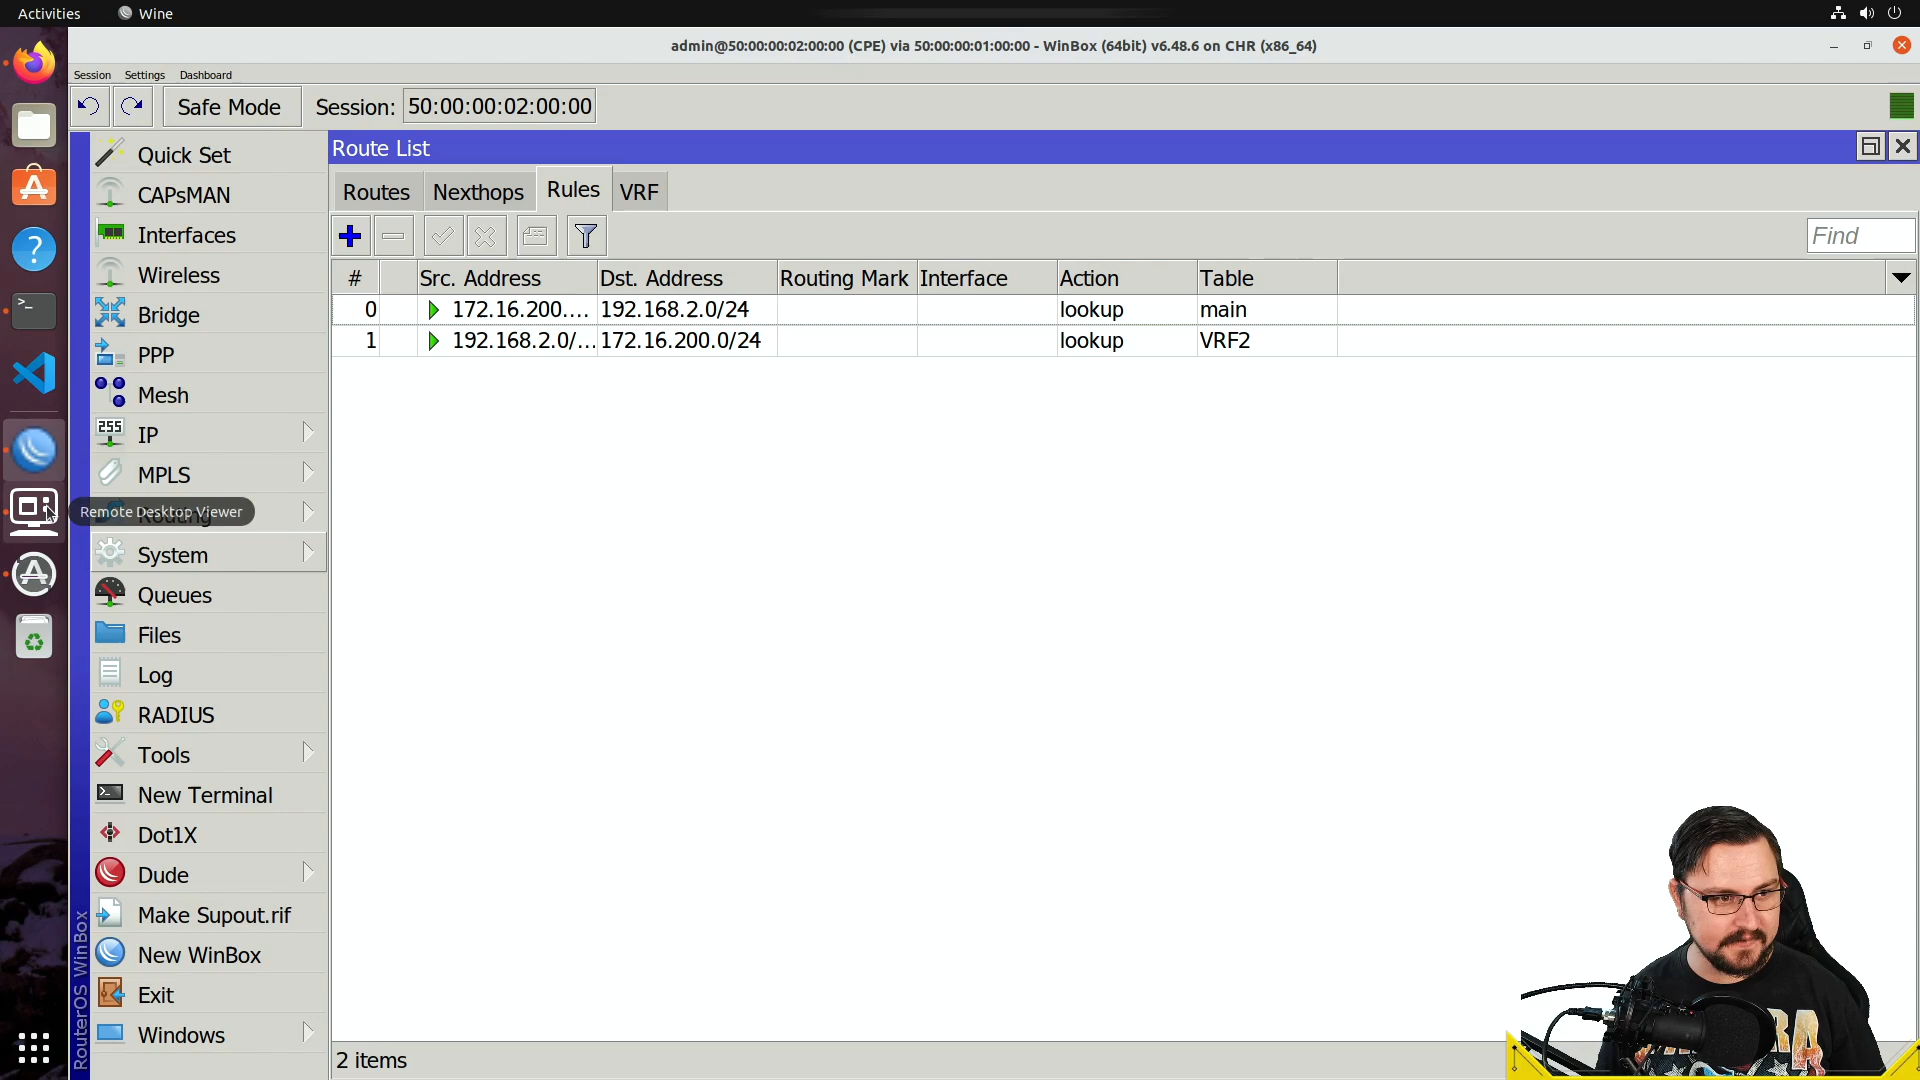 Activities
Wine
admin@50:00:00:02:00:00 (CPE) via 50:00:00:01:00:00 - WinBox (64bit) v6.48.6 on CHR (x86_64)
Session Settings Dashboard
Safe Mode
Session: 50:00:00:02:00:00
Quick Set
CAPsMAN
Interfaces
Wireless
Bridge
PPP
Mesh
IP
MPLS
Routing
Remote Desktop Viewer
System
Queues
Files
Log
RADIUS
Tools
New Terminal
Dot1X
Dude
Make Supout.rif
New WinBox
Exit
Windows
RouterOS WinBox
Route List
Routes Nexthops Rules VRF
Find
# Src. Address Dst. Address Routing Mark Interface Action Table
0 172.16.200.... 192.168.2.0/24 lookup main
1 192.168.2.0/... 172.16.200.0/24 lookup VRF2
2 items